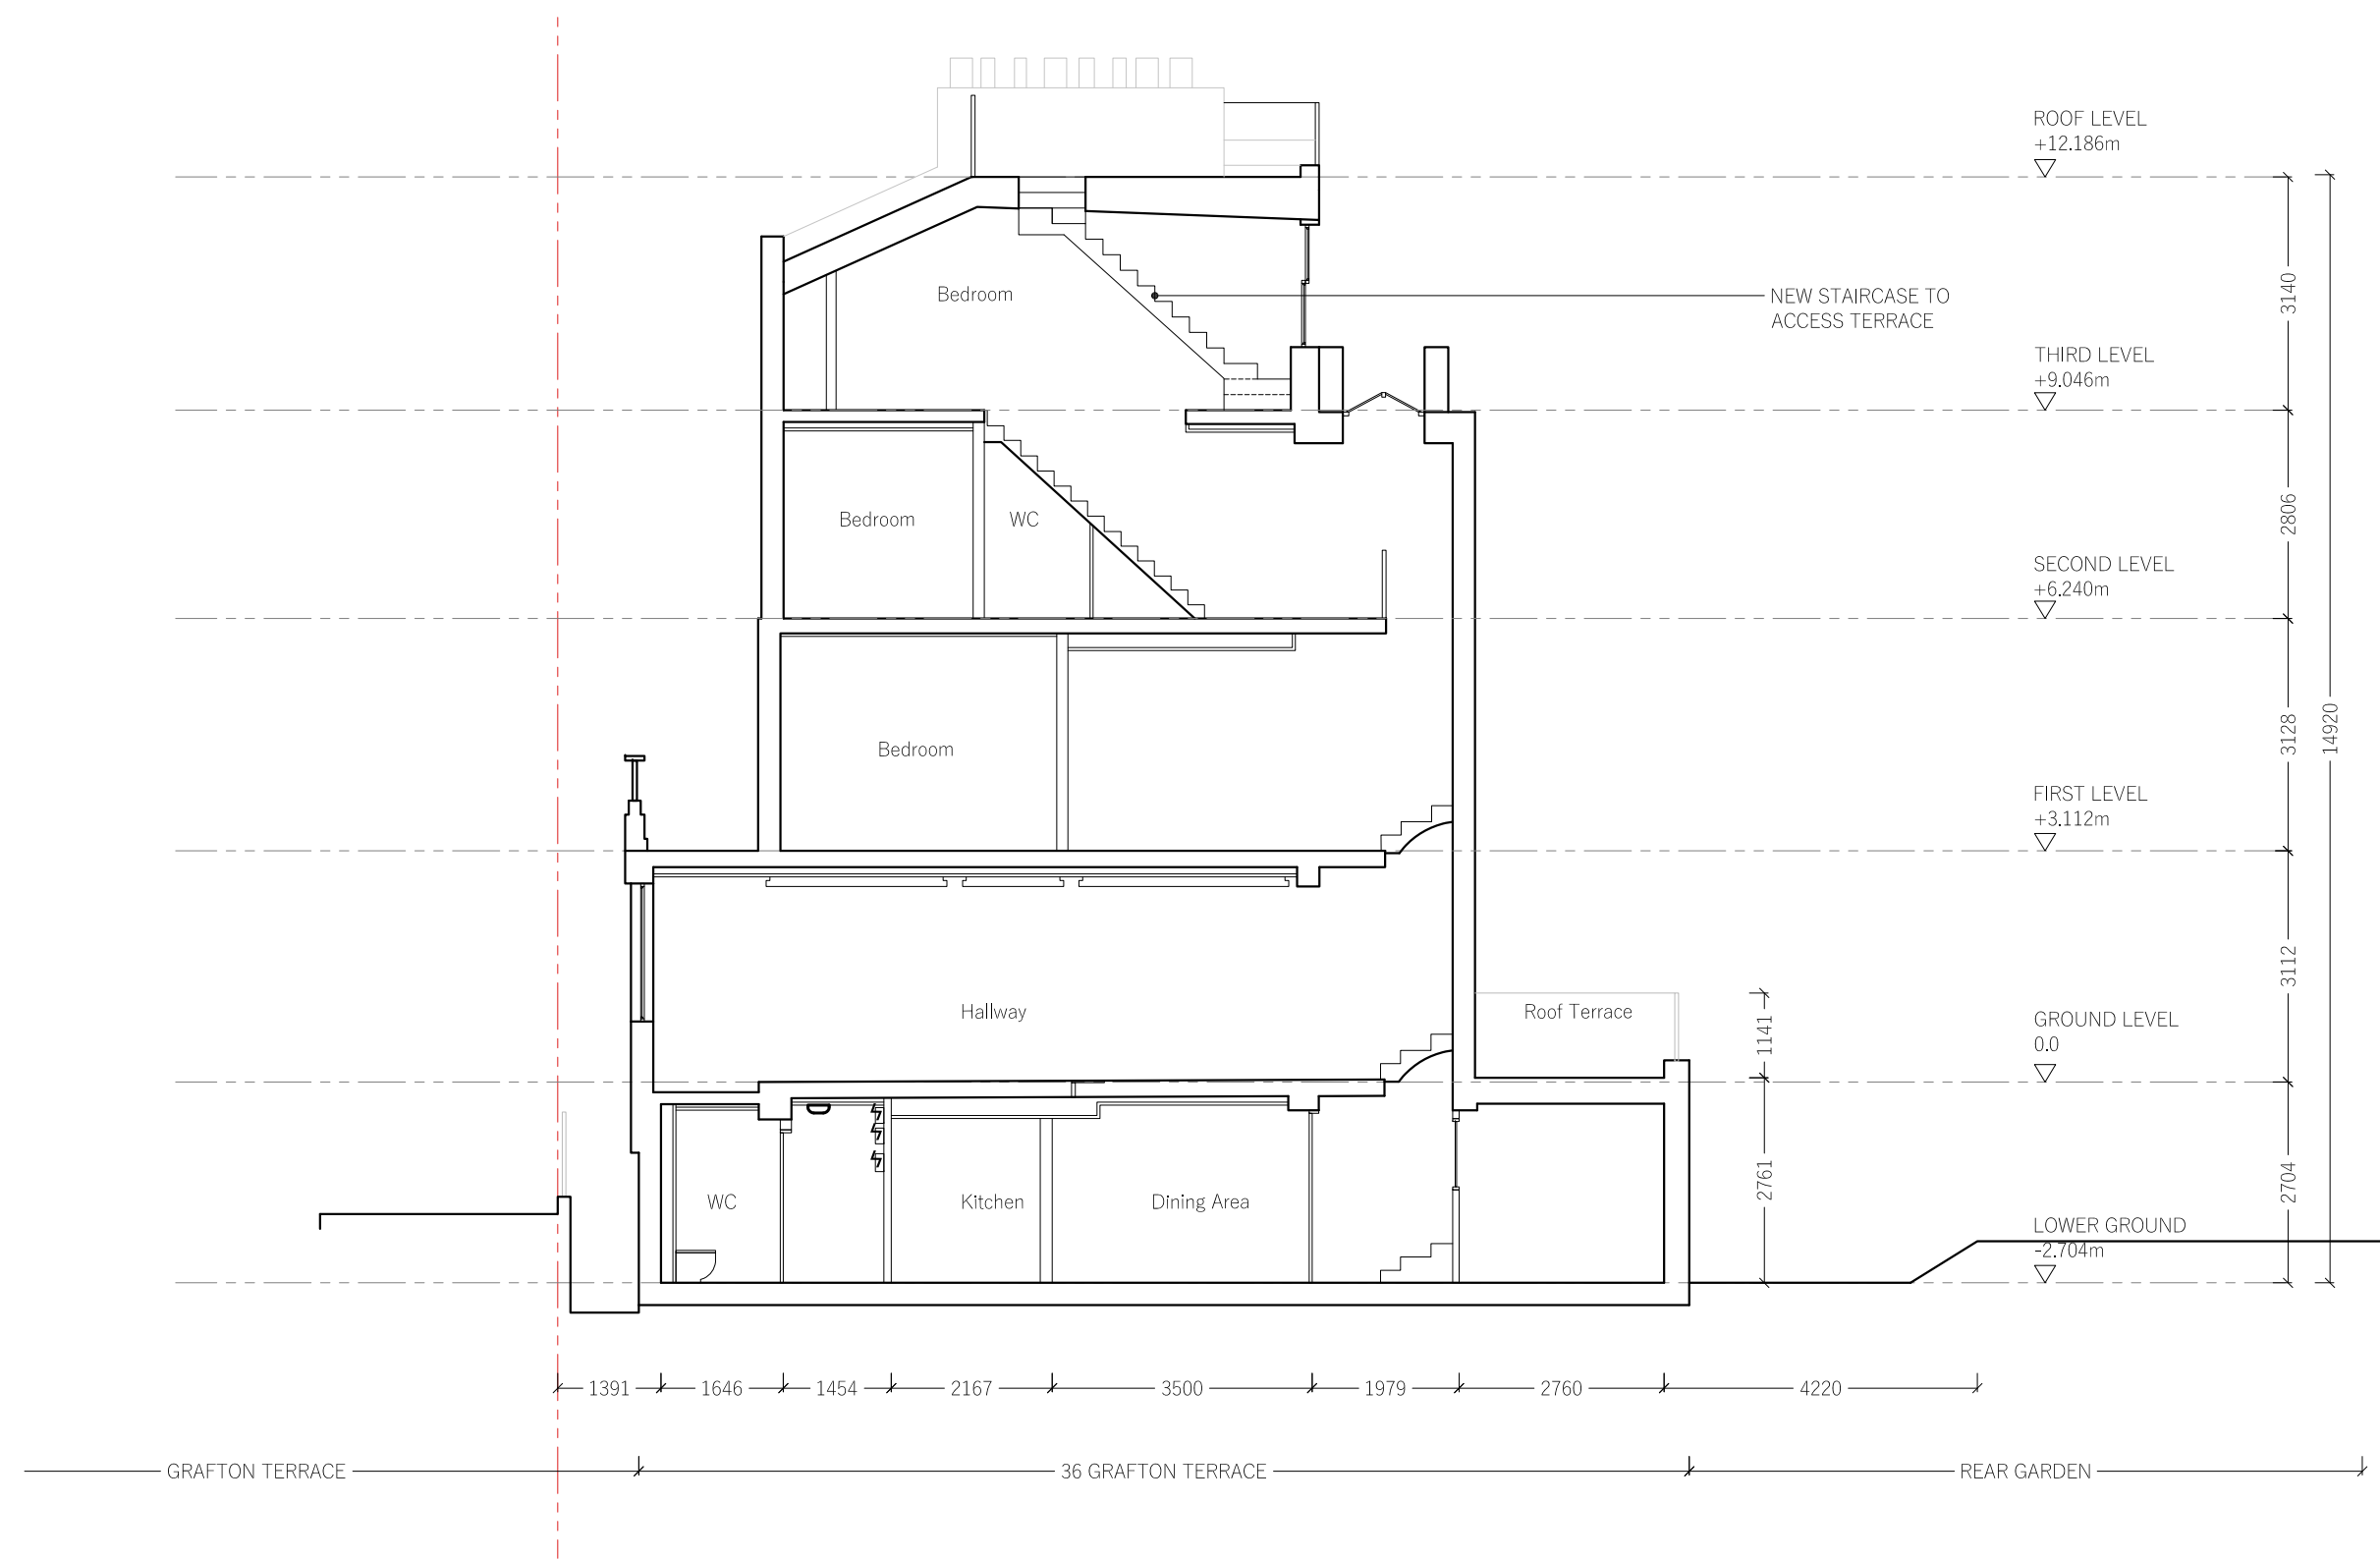 ROOF LEVEL
+12.186m
Bedroom
NEW STAIRCASE TO
ACCESS TERRACE
3140
THIRD LEVEL
+9.046m
Bedroom
WC
2806
SECOND LEVEL
+6.240m
Bedroom
3128
14920
FIRST LEVEL
+3.112m
3112
Hallway
Roof Terrace
1141
GROUND LEVEL
0.0
WC
Kitchen
Dining Area
2761
2704
LOWER GROUND
-2.704m
1391
1646
1454
2167
3500
1979
2760
4220
GRAFTON TERRACE
36 GRAFTON TERRACE
REAR GARDEN